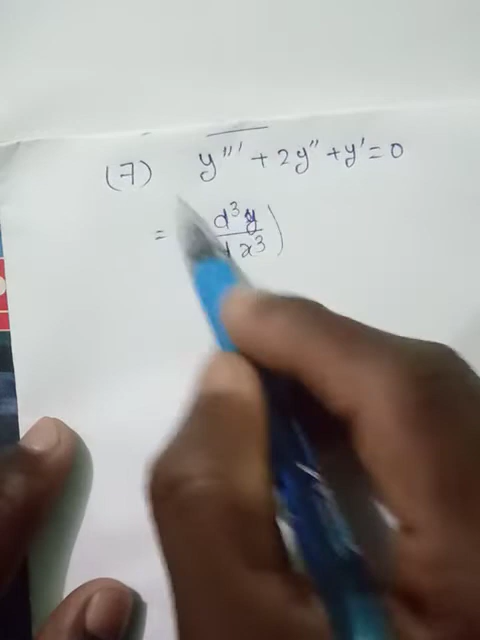 (7) y''' + 2y'' + y' = 0
= d³y / dx³ )